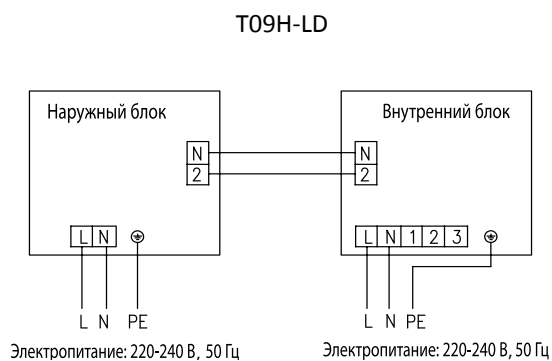 T09H-LD
Наружный блок
N
2
L N
L N PE
Электропитание: 220-240 В, 50 Гц
Внутренний блок
N
2
L N 1 2 3
L N PE
Электропитание: 220-240 В, 50 Гц